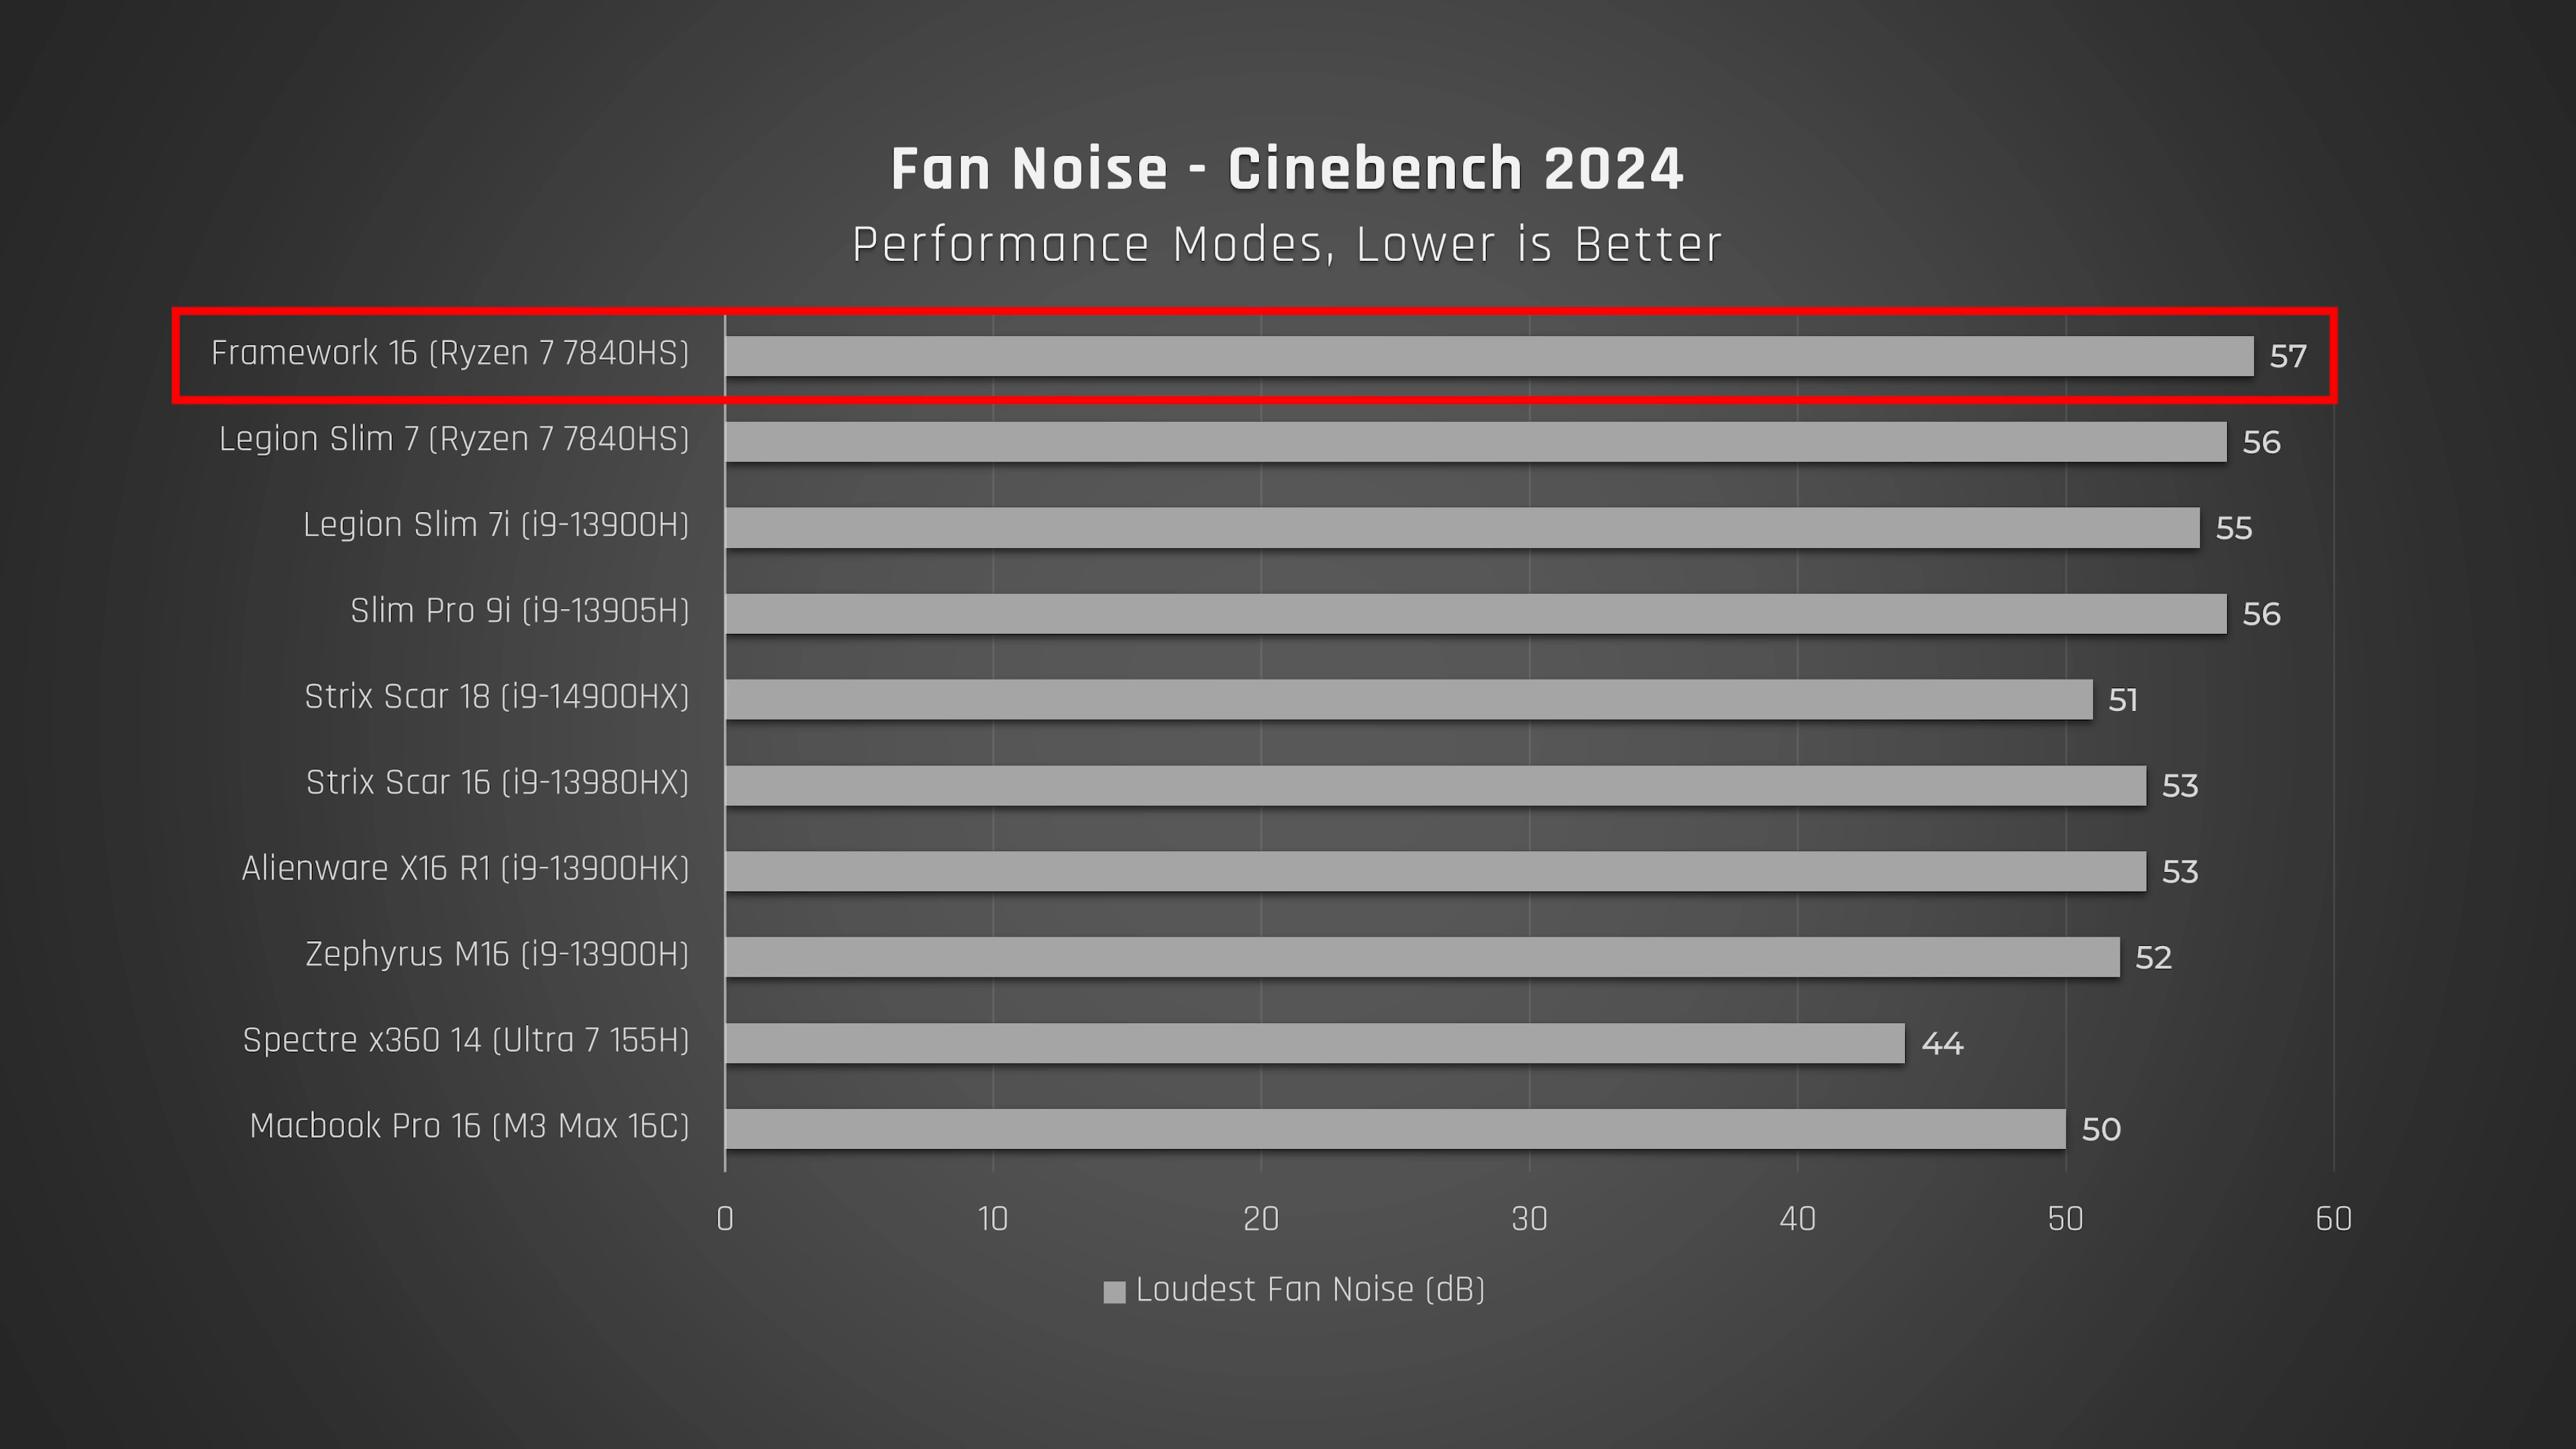 Fan Noise - Cinebench 2024
Performance Modes, Lower is Better
Framework 16 (Ryzen 7 7840HS) 57
Legion Slim 7 (Ryzen 7 7840HS) 56
Legion Slim 7i (i9-13900H) 55
Slim Pro 9i (i9-13905H) 56
Strix Scar 18 (i9-14900HX) 51
Strix Scar 16 (i9-13980HX) 53
Alienware X16 R1 (i9-13900HK) 53
Zephyrus M16 (i9-13900H) 52
Spectre x360 14 (Ultra 7 155H) 44
Macbook Pro 16 (M3 Max 16C) 50
0 10 20 30 40 50 60
Loudest Fan Noise (dB)